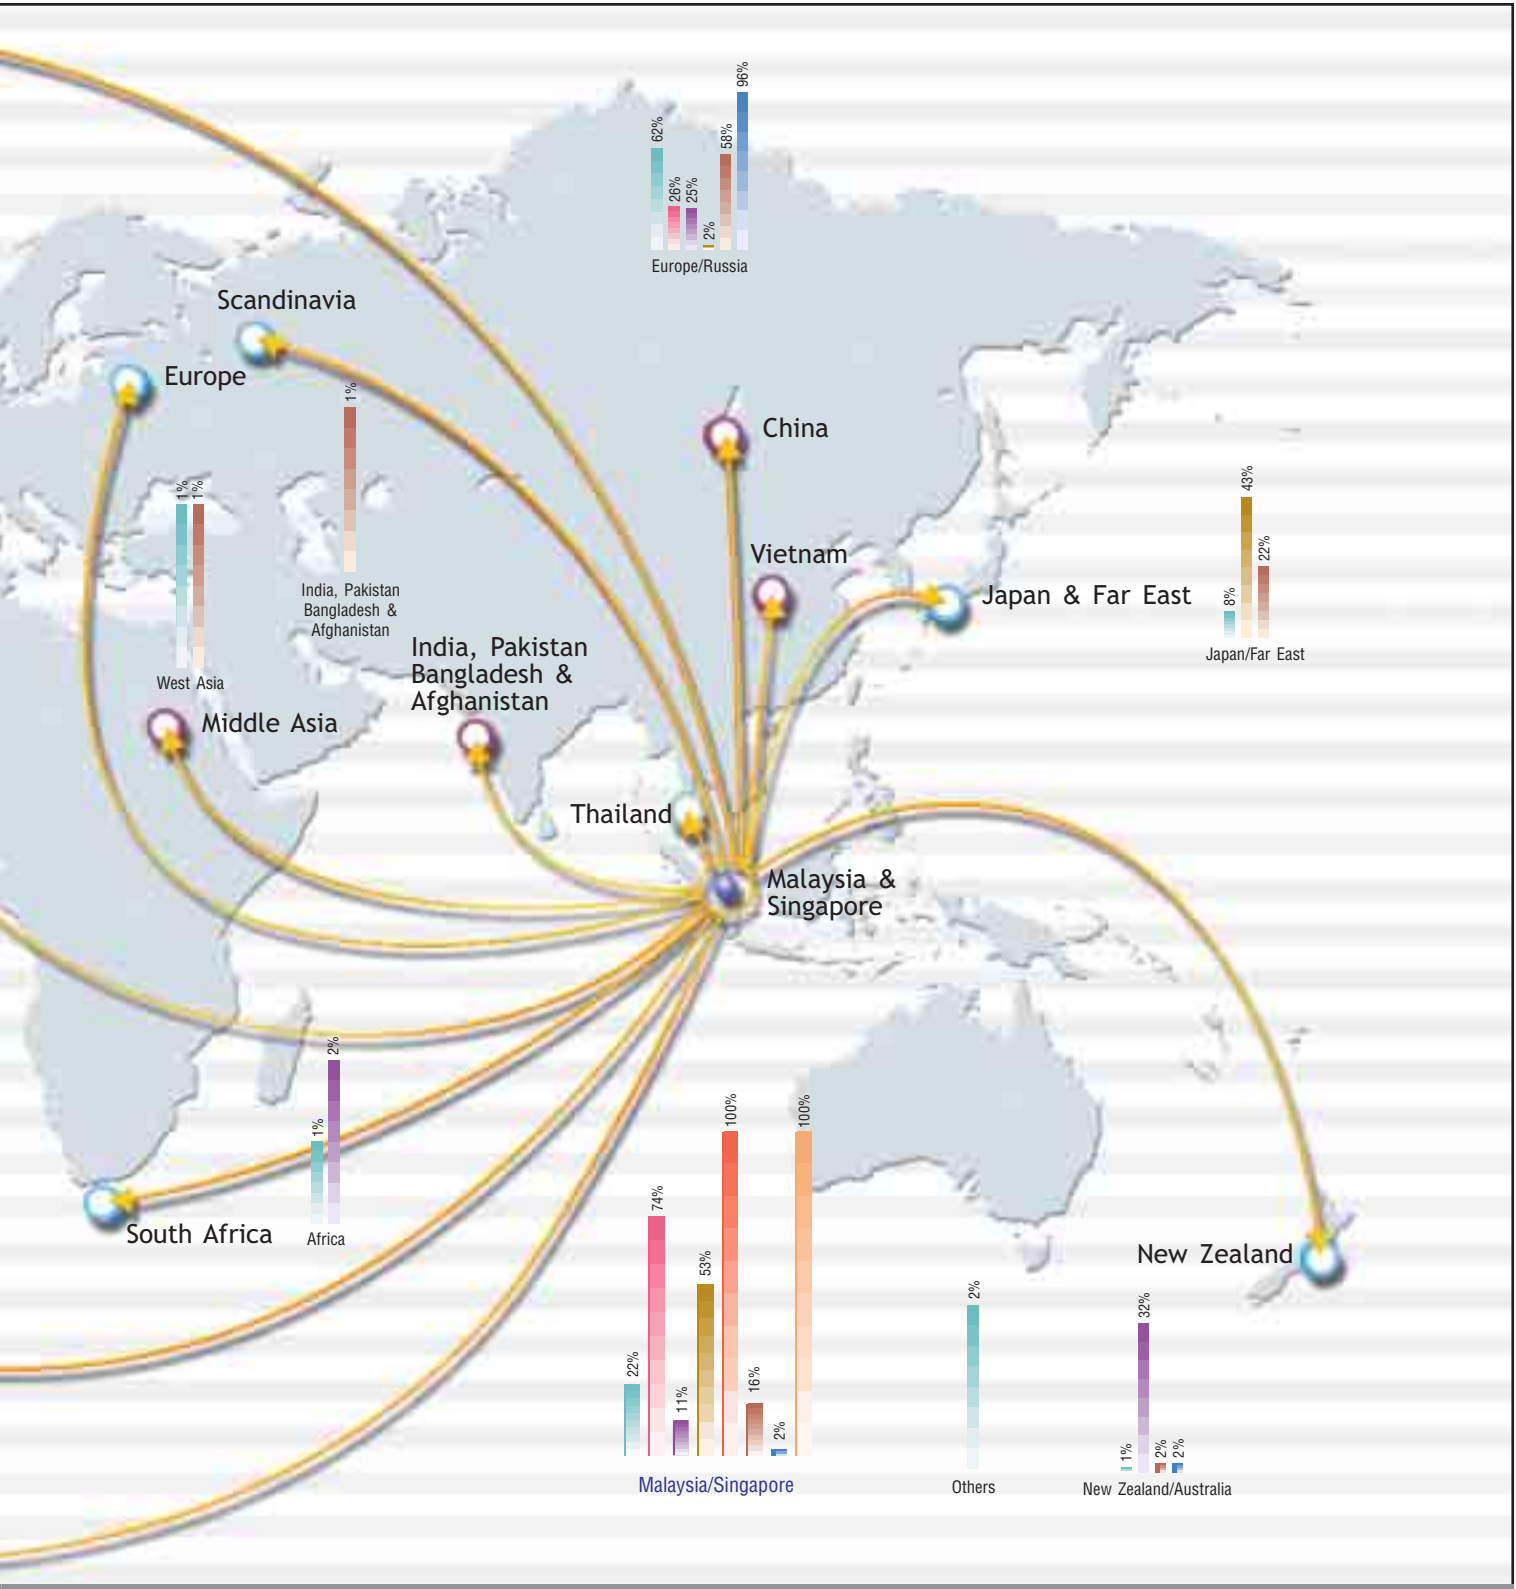 96%
62%
58%
26%
25%
2%
Europe/Russia
Scandinavia
Europe
1%
China
43%
1%
1%
22%
Vietnam
8%
India, Pakistan
Bangladesh &
Afghanistan
Japan & Far East
Japan/Far East
India, Pakistan
Bangladesh &
Afghanistan
West Asia
Middle Asia
Thailand
Malaysia &
Singapore
2%
1%
100%
100%
74%
South Africa
Africa
New Zealand
53%
2%
32%
22%
16%
11%
2%
1%
2%
2%
Malaysia/Singapore
Others
New Zealand/Australia